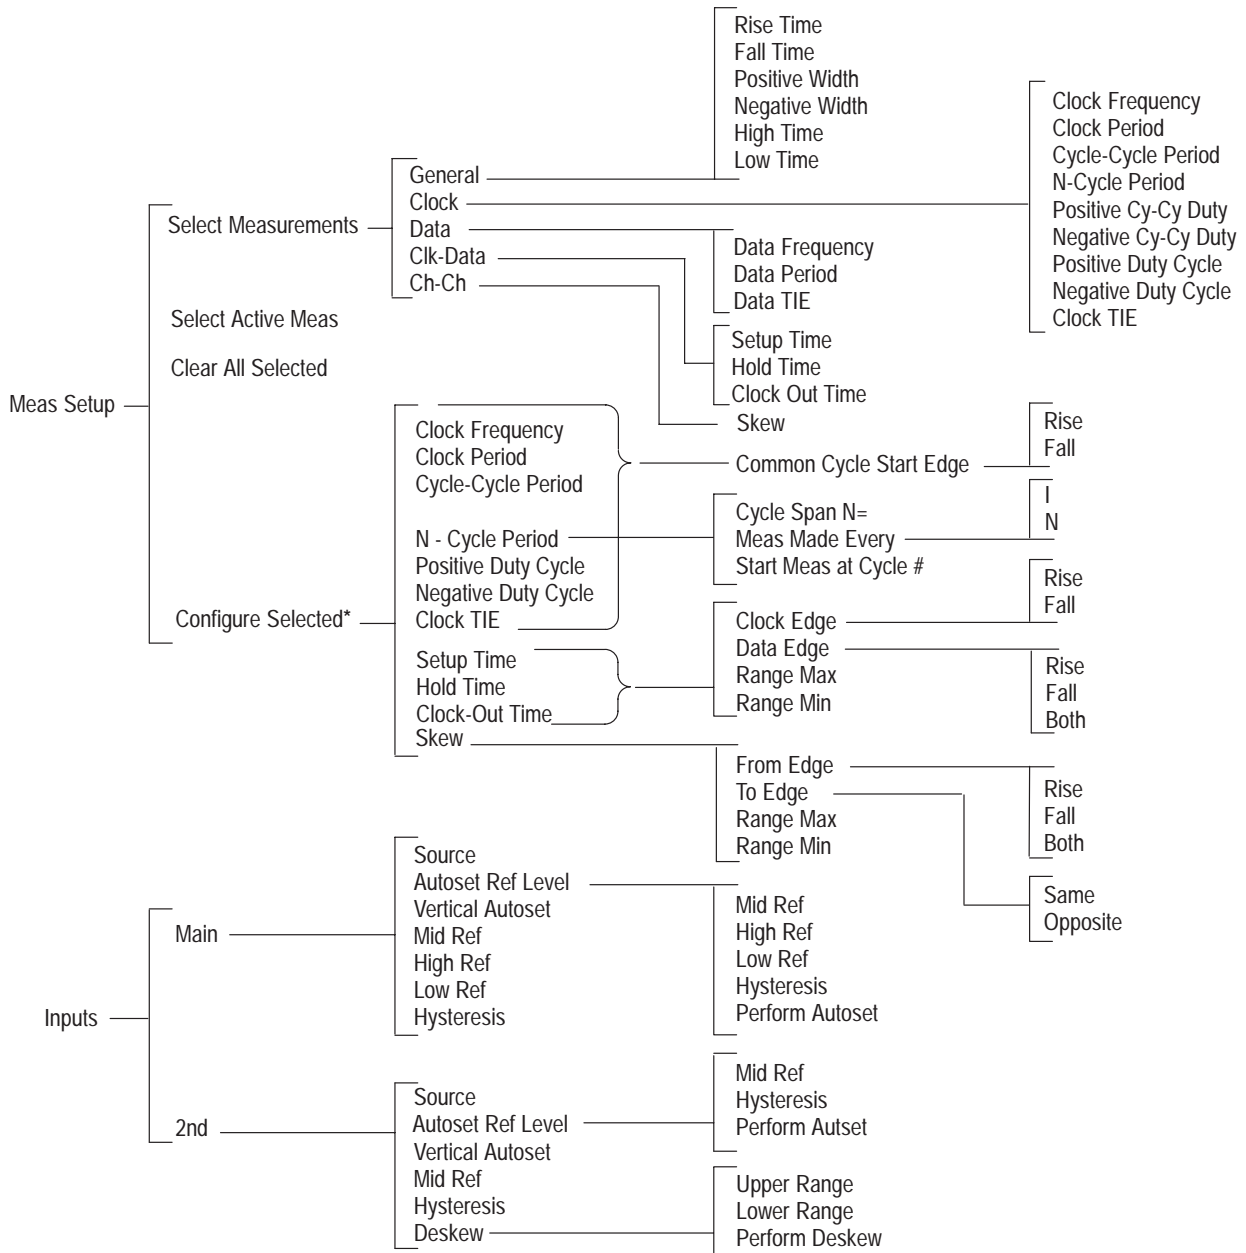 Meas Setup
Select Measurements
General
Clock
Data
Clk-Data
Ch-Ch
Rise Time
Fall Time
Positive Width
Negative Width
High Time
Low Time
Clock Frequency
Clock Period
Cycle-Cycle Period
N-Cycle Period
Positive Cy-Cy Duty
Negative Cy-Cy Duty
Positive Duty Cycle
Negative Duty Cycle
Clock TIE
Data Frequency
Data Period
Data TIE
Setup Time
Hold Time
Clock Out Time
Skew
Select Active Meas
Clear All Selected
Configure Selected*
Clock Frequency
Clock Period
Cycle-Cycle Period
N - Cycle Period
Positive Duty Cycle
Negative Duty Cycle
Clock TIE
Setup Time
Hold Time
Clock-Out Time
Skew
Common Cycle Start Edge
Rise
Fall
Cycle Span N=
Meas Made Every
Start Meas at Cycle #
I
N
Clock Edge
Data Edge
Range Max
Range Min
Rise
Fall
Rise
Fall
Both
From Edge
To Edge
Range Max
Range Min
Rise
Fall
Both
Same
Opposite
Inputs
Main
Source
Autoset Ref Level
Vertical Autoset
Mid Ref
High Ref
Low Ref
Hysteresis
Mid Ref
High Ref
Low Ref
Hysteresis
Perform Autoset
2nd
Source
Autoset Ref Level
Vertical Autoset
Mid Ref
Hysteresis
Deskew
Mid Ref
Hysteresis
Perform Autset
Upper Range
Lower Range
Perform Deskew